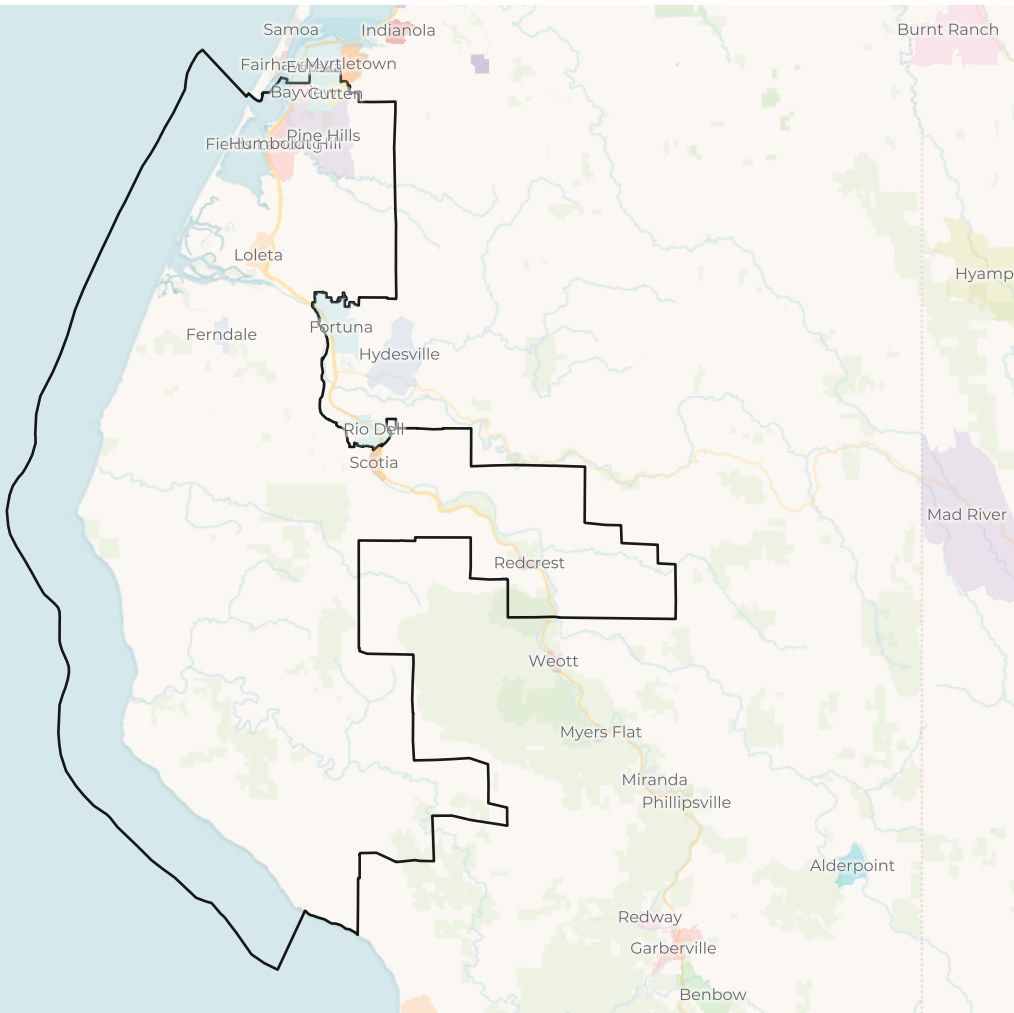 Samoa
Indianola
Burnt Ranch
Myrtletown
Cutten
Pine Hills
Loleta
Hyamp
Ferndale
Fortuna
Hydesville
Rio Dell
Scotia
Mad River
Redcrest
Weott
Myers Flat
Miranda
Phillipsville
Alderpoint
Redway
Garberville
Benbow